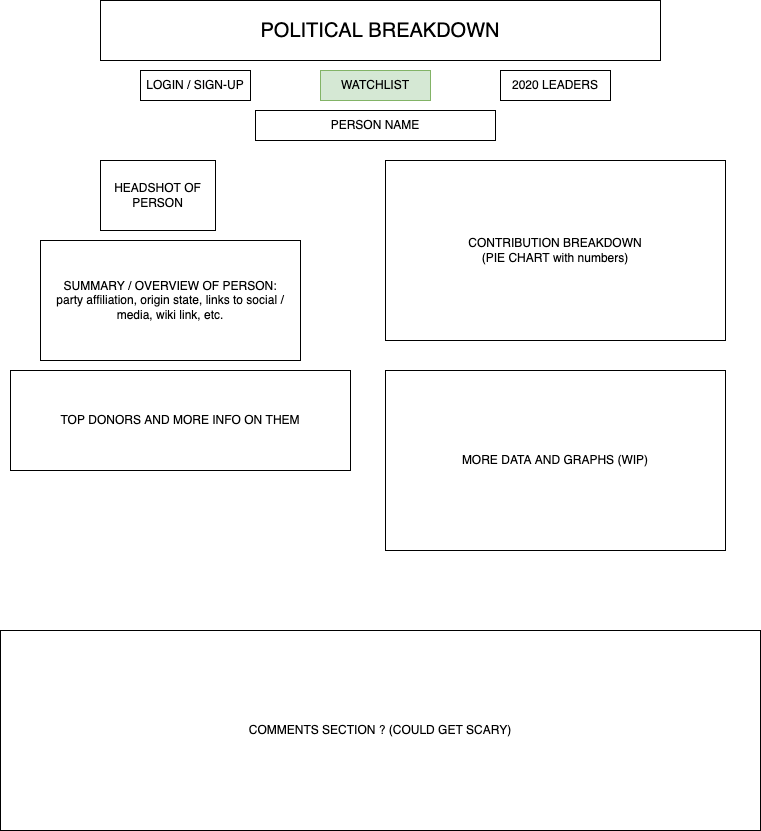 POLITICAL BREAKDOWN
LOGIN / SIGN-UP
WATCHLIST
2020 LEADERS
PERSON NAME
HEADSHOT OF
PERSON
CONTRIBUTION BREAKDOWN
(PIE CHART with numbers)
SUMMARY / OVERVIEW OF PERSON:
party affiliation, origin state, links to social /
media, wiki link, etc.
TOP DONORS AND MORE INFO ON THEM
MORE DATA AND GRAPHS (WIP)
COMMENTS SECTION ? (COULD GET SCARY)